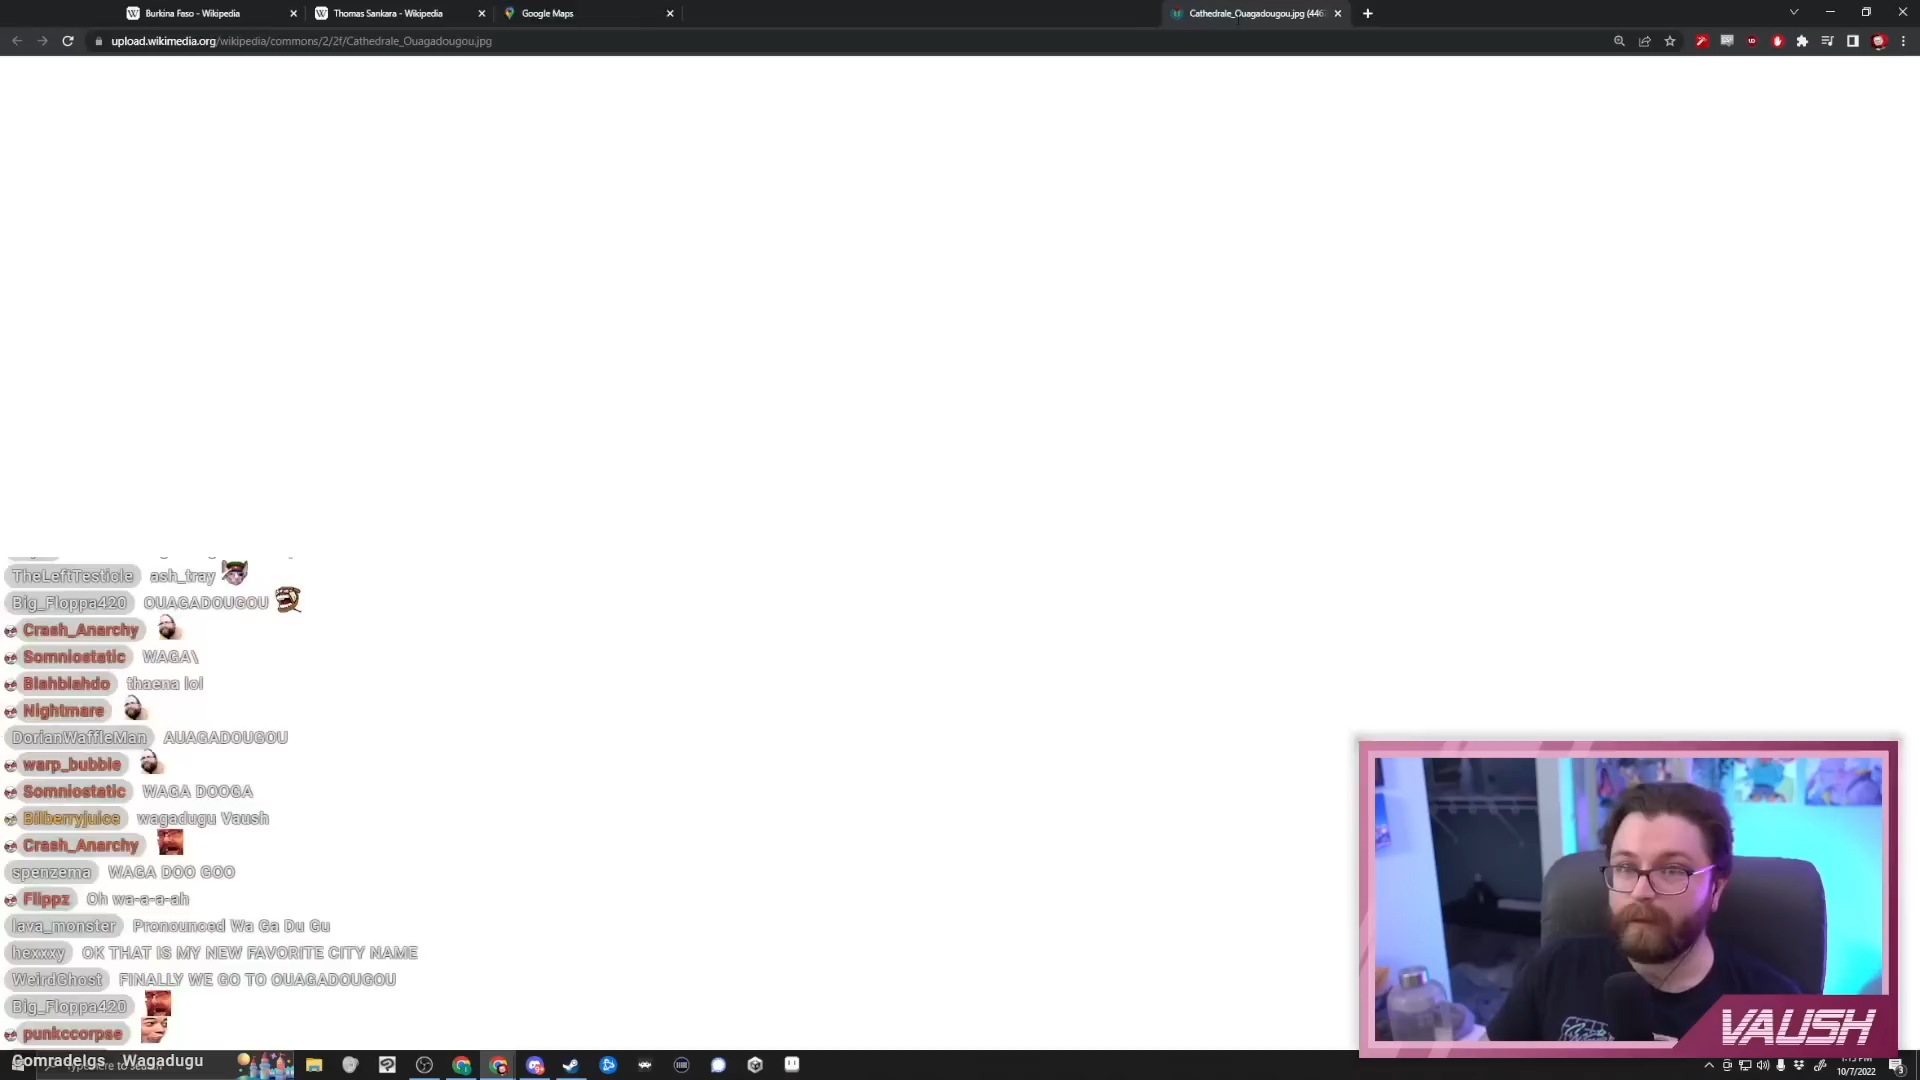 Burkina Faso - Wikipedia
Thomas Sankara - Wikipedia
Google Maps
Cathedrale_Ouagadougou.jpg (446
upload.wikimedia.org/wikipedia/commons/2/2f/Cathedrale_Ouagadougou.jpg
TheLeftTesticle ash_tray
Big_Floppa420 OUAGADOUGOU
Crash_Anarchy
Somniostatic WAGA\
Blahblahdo thaena lol
Nightmare
DorianWaffleMan AUAGADOUGOU
warp_bubble
Somniostatic WAGA DOOGA
Bilberryjuice wagadugu Vaush
Crash_Anarchy
spenzema WAGA DOO GOO
Flippz Oh wa-a-a-ah
lava_monster Pronounced Wa Ga Du Gu
hexxxy OK THAT IS MY NEW FAVORITE CITY NAME
WeirdGhost FINALLY WE GO TO OUAGADOUGOU
Big_Floppa420
punkccorpse
ComradeIgs Wagadugu
VAUSH
10/7/2022